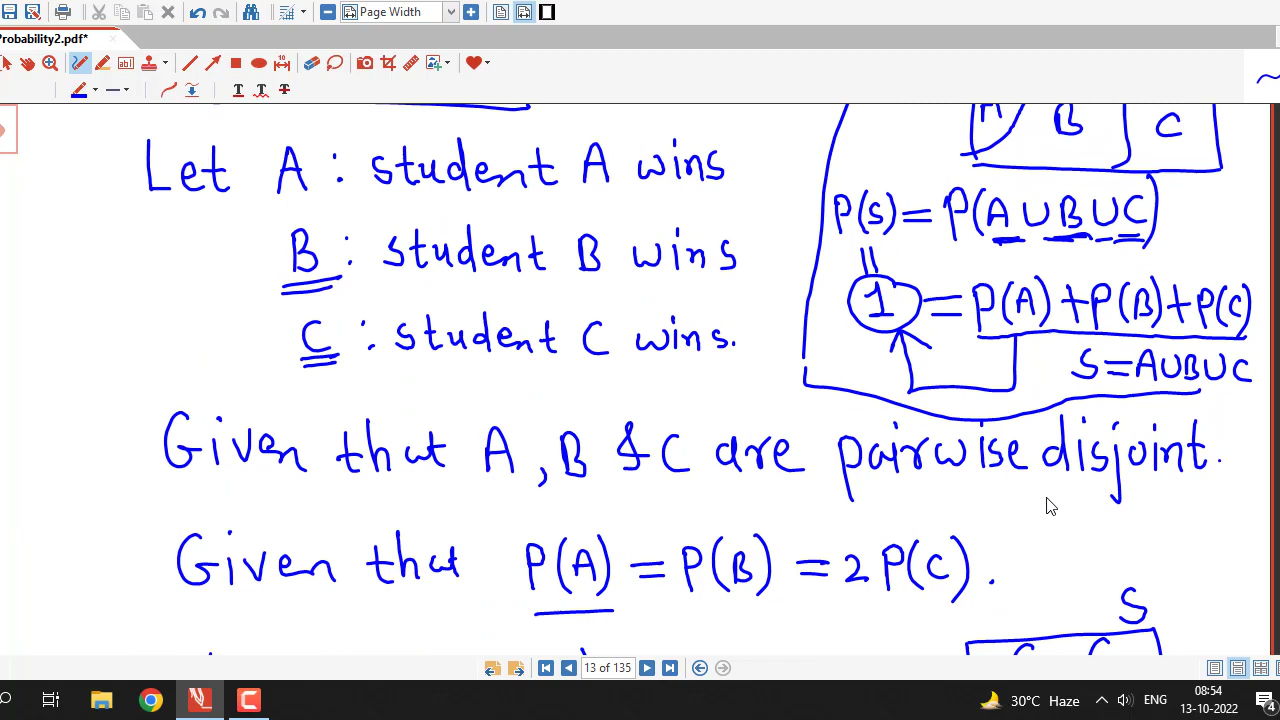 Page Width
Probability2.pdf*
A B C
Let A : student A wins
P(S) = P(A ∪ B ∪ C)
B : student B wins
||
1 = P(A) + P(B) + P(C)
C : student C wins.
S = A∪B∪C
Given that A, B & C are pairwise disjoint.
Given that P(A) = P(B) = 2 P(C).
S
13 of 135
30°C Haze
ENG
08:54
13-10-2022
4